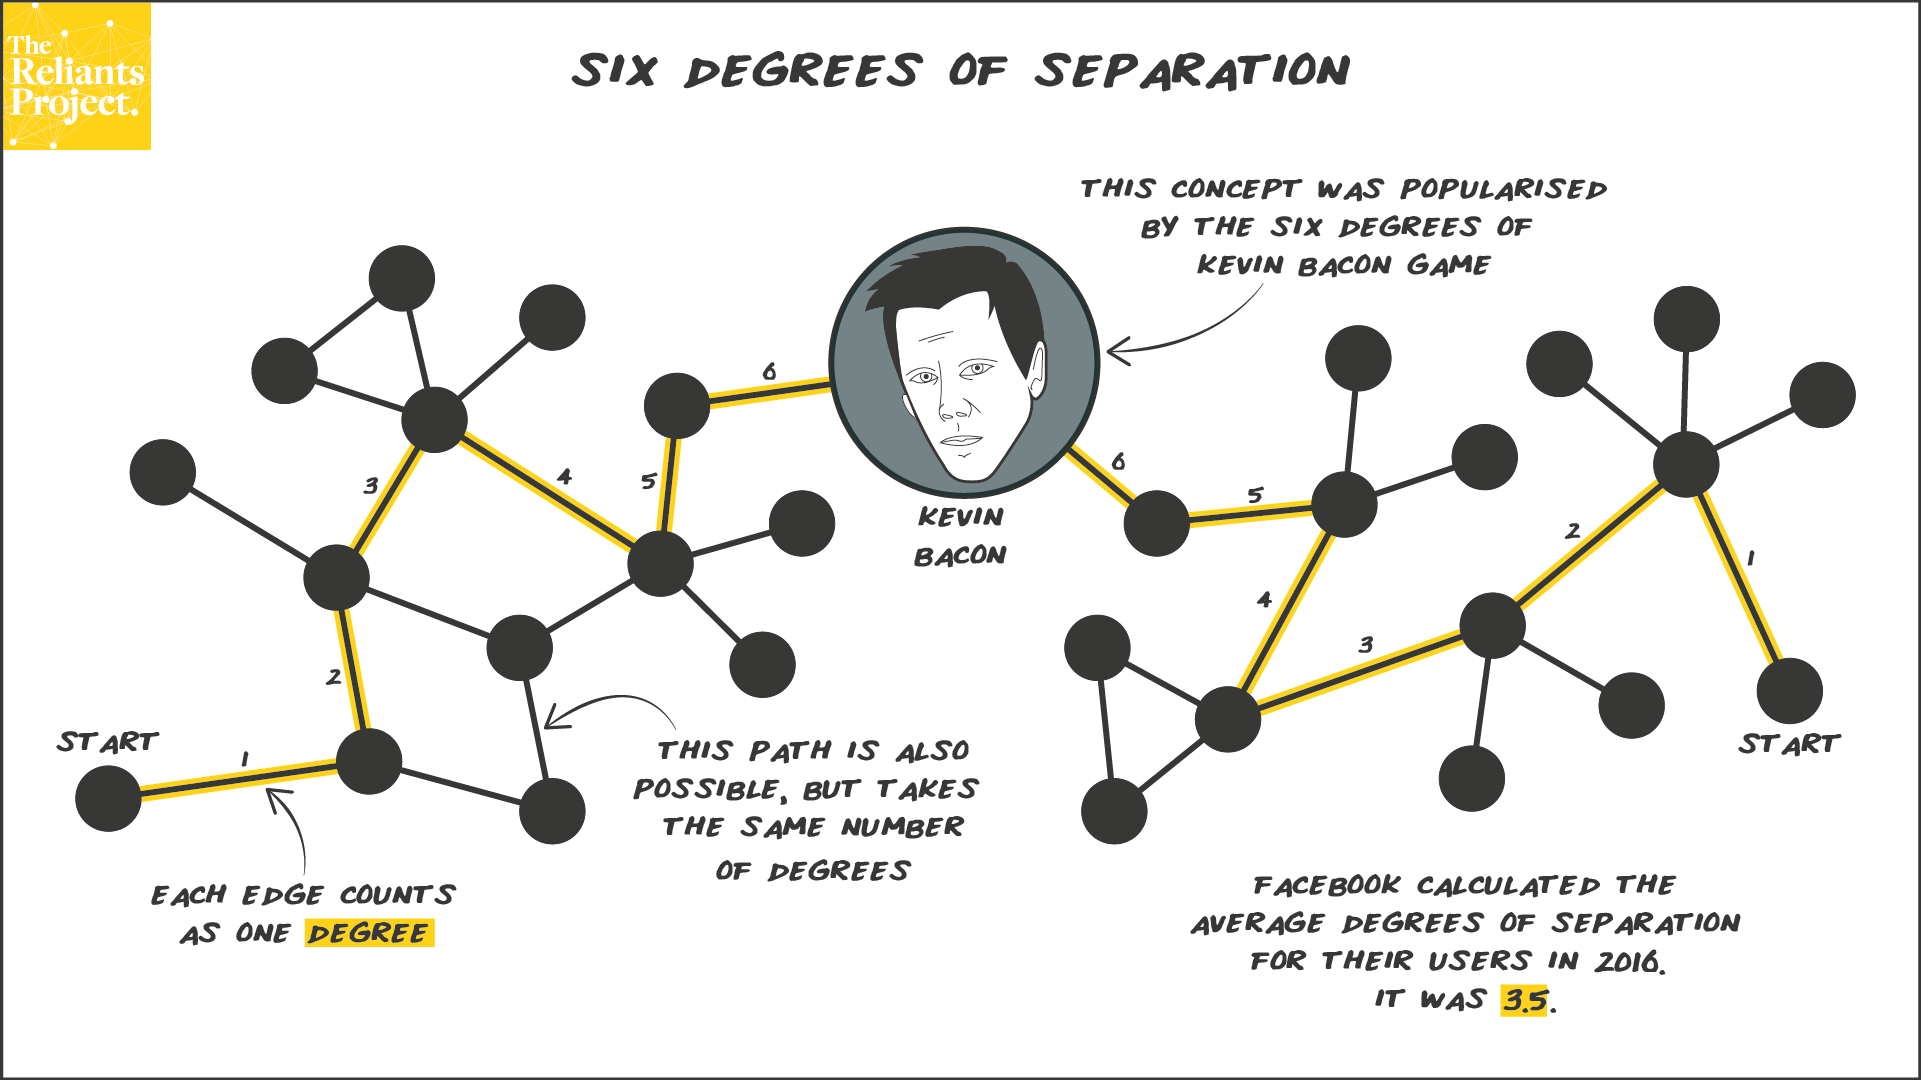 The
Reliants
Project.
SIX DEGREES OF SEPARATION
THIS CONCEPT WAS POPULARISED
BY THE SIX DEGREES OF
KEVIN BACON GAME
6
3
4
5
2
1
START
KEVIN
BACON
6
5
4
3
2
1
START
THIS PATH IS ALSO
POSSIBLE, BUT TAKES
THE SAME NUMBER
OF DEGREES
EACH EDGE COUNTS
AS ONE DEGREE
FACEBOOK CALCULATED THE
AVERAGE DEGREES OF SEPARATION
FOR THEIR USERS IN 2016.
IT WAS 3.5.